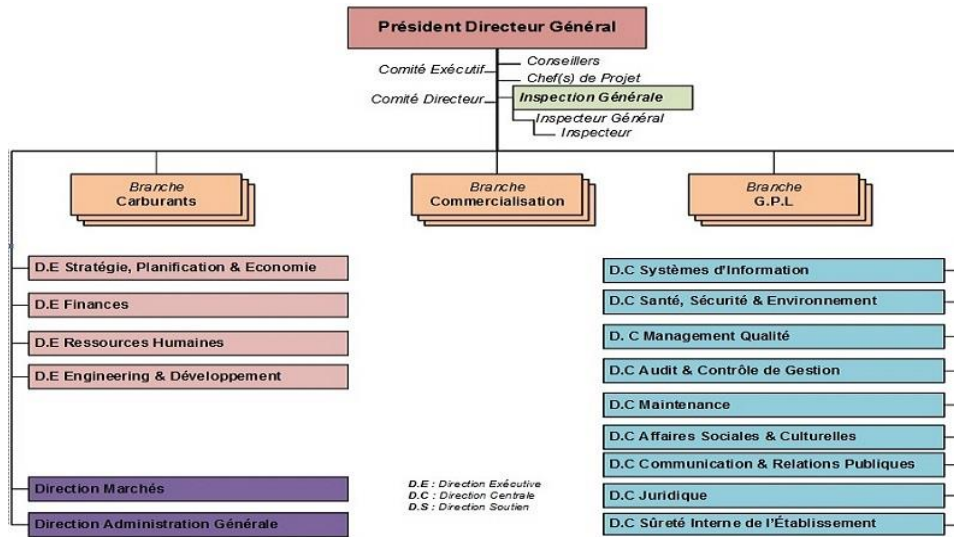 Président Directeur Général
Conseillers
Comité Exécutif
Chef(s) de Projet
Comité Directeur
Inspection Générale
Inspecteur Général
Inspecteur
Branche
Carburants
Branche
Commercialisation
Branche
G.P.L
D.E Stratégie, Planification & Economie
D.E Finances
D.E Ressources Humaines
D.E Engineering & Développement
Direction Marchés
Direction Administration Générale
D.E : Direction Exécutive
D.C : Direction Centrale
D.S : Direction Soutien
D.C Systèmes d'Information
D.C Santé, Sécurité & Environnement
D. C Management Qualité
D.C Audit & Contrôle de Gestion
D.C Maintenance
D.C Affaires Sociales & Culturelles
D.C Communication & Relations Publiques
D.C Juridique
D.C Sûreté Interne de l'Établissement